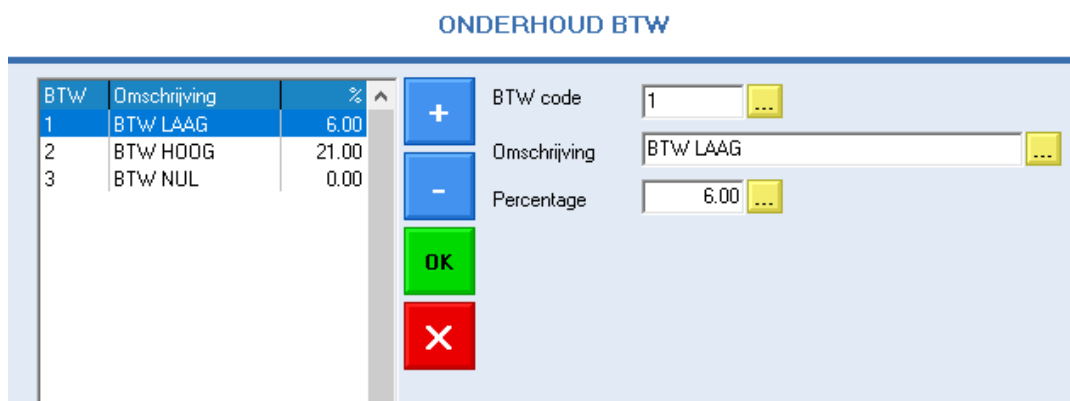 ONDERHOUD BTW
BTW Omschrijving %
1 BTW LAAG 6.00
2 BTW HOOG 21.00
3 BTW NUL 0.00
+
-
OK
X
BTW code 1 ...
Omschrijving BTW LAAG ...
Percentage 6.00 ...